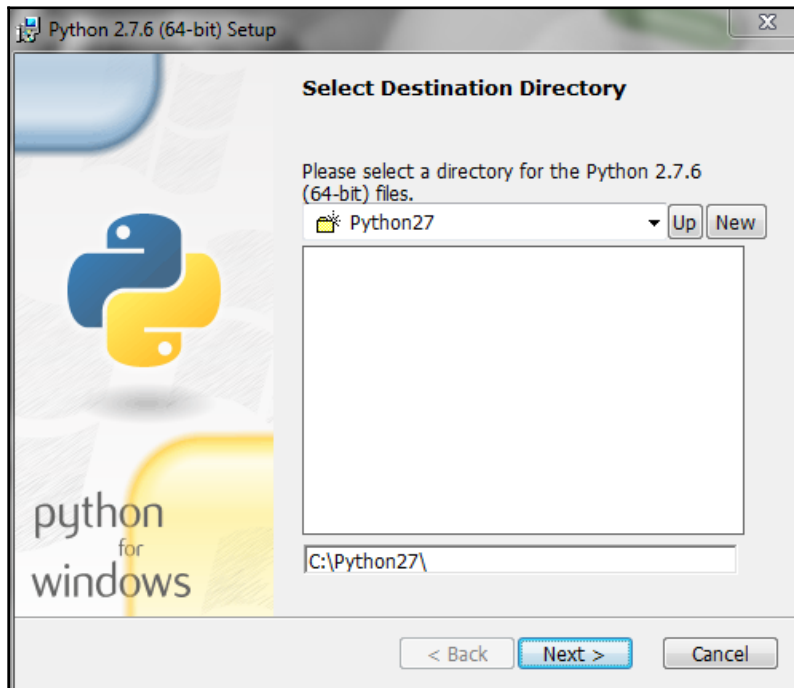 Python 2.7.6 (64-bit) Setup
Select Destination Directory
Please select a directory for the Python 2.7.6
(64-bit) files.
Python27
Up
New
C:\Python27\
python
for
windows
< Back
Next >
Cancel